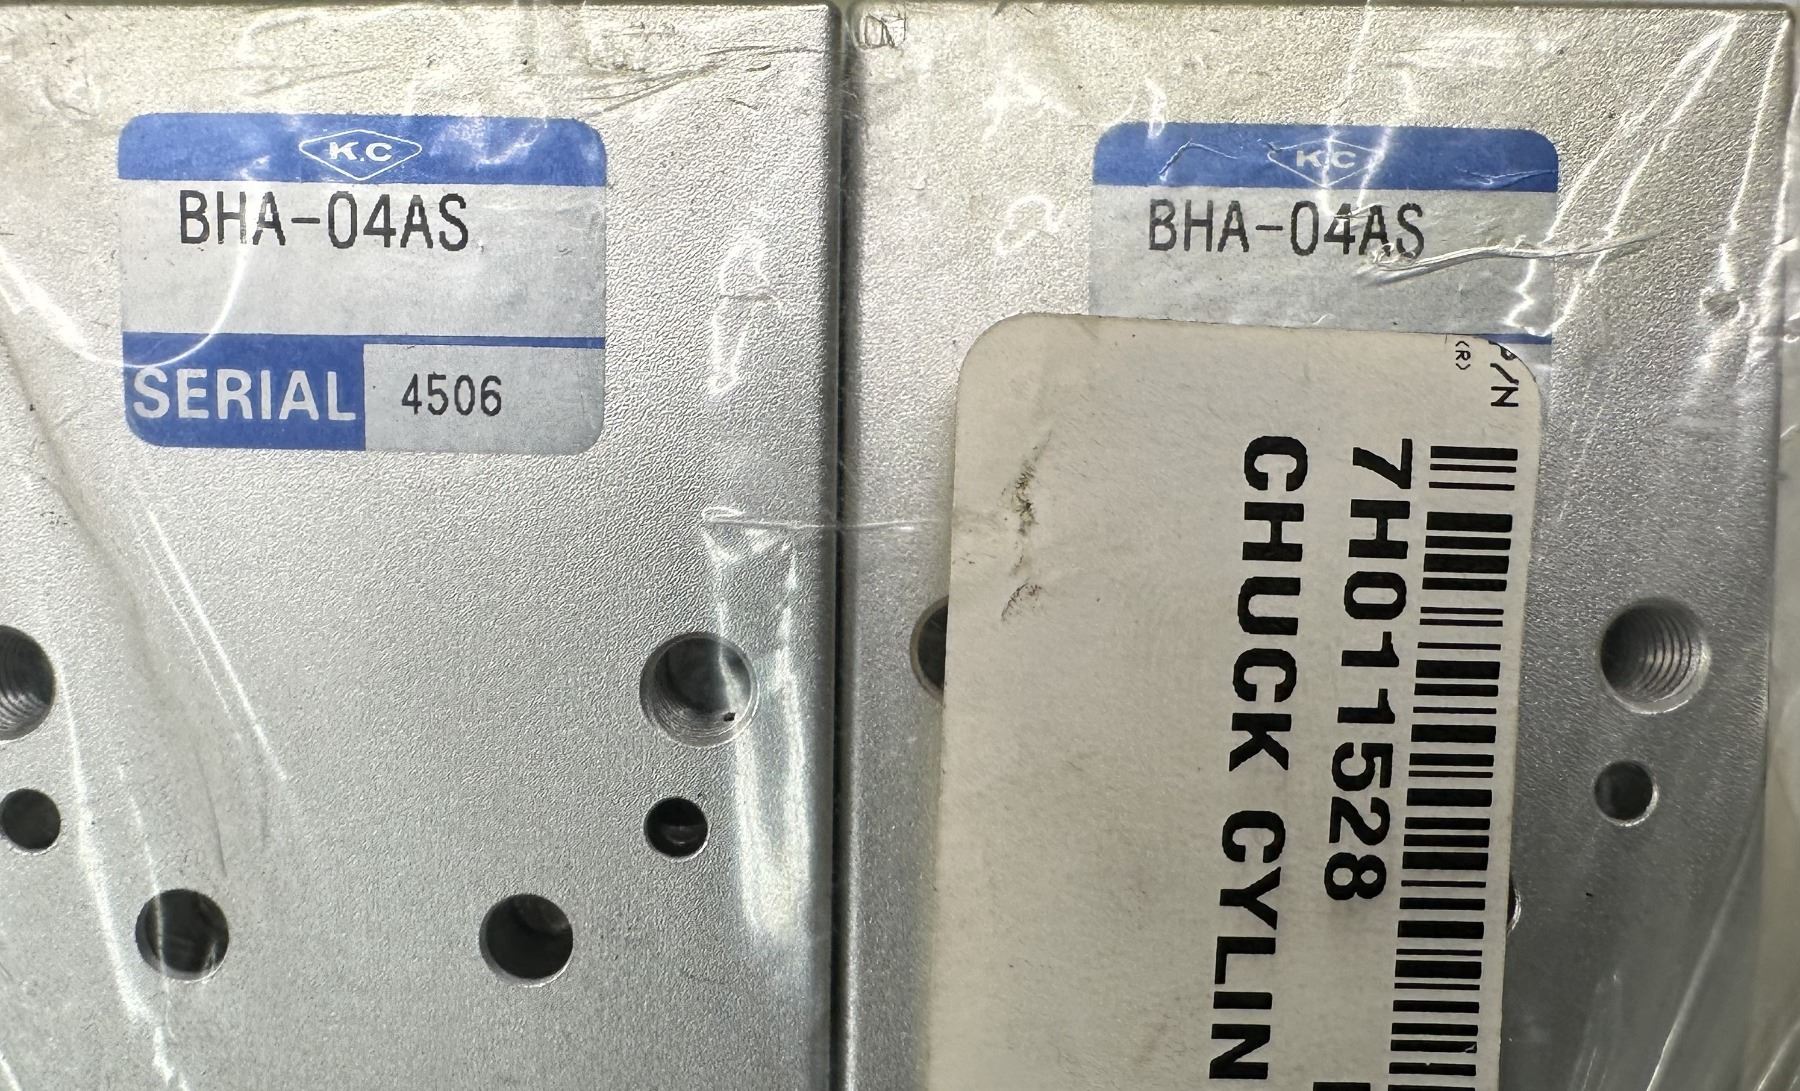 K.C
BHA-04AS
SERIAL 4506
K.C
BHA-04AS
P/N
(R)
7H011528
CHUCK CYLIN